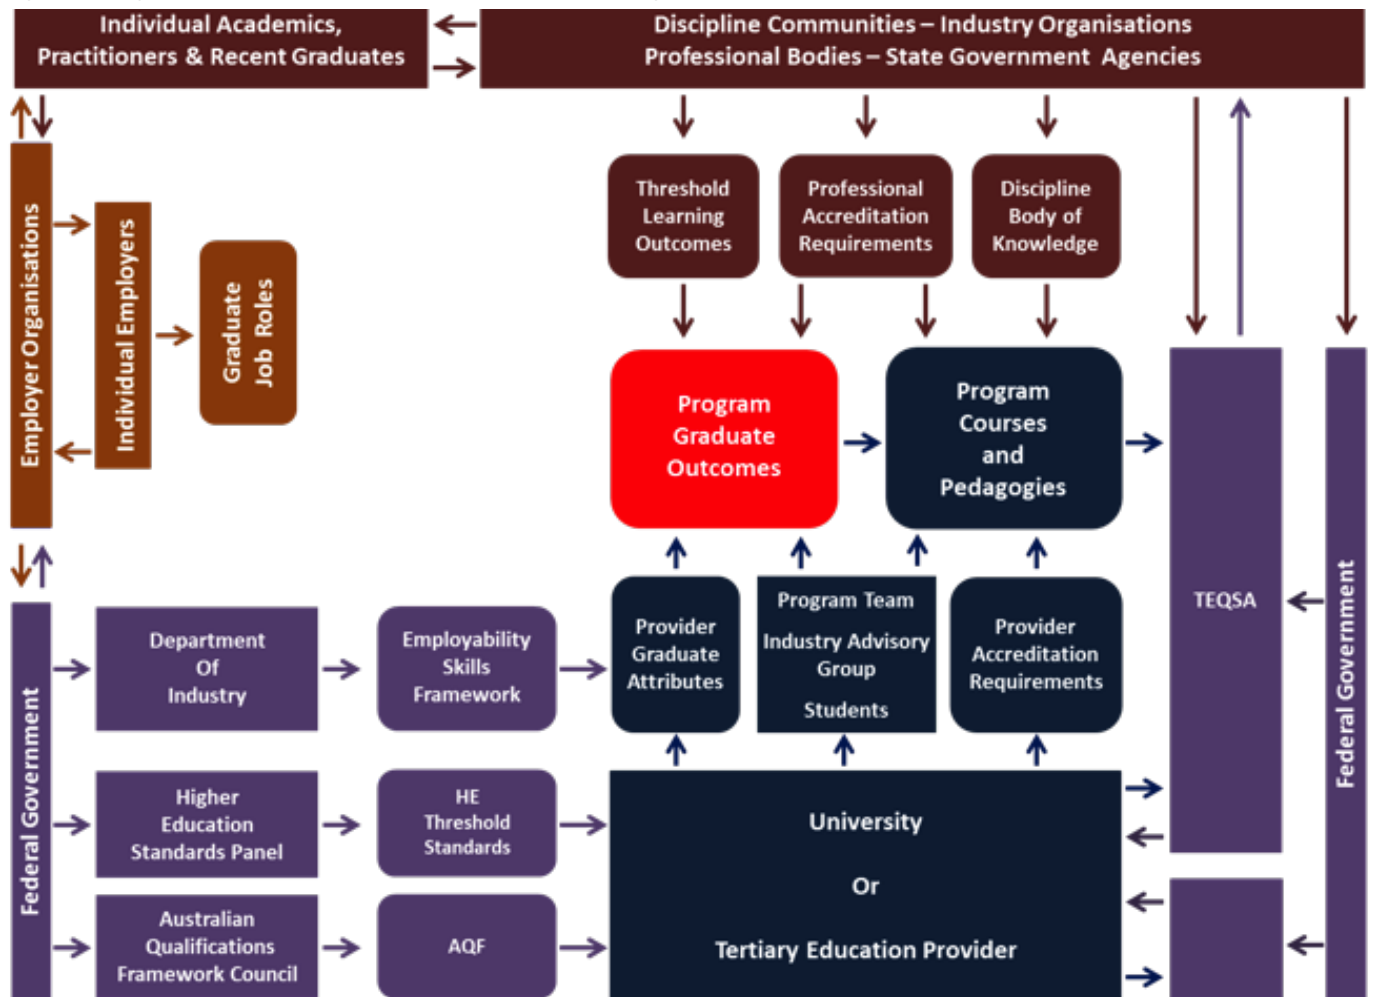 Individual Academics,
Practitioners & Recent Graduates
Discipline Communities – Industry Organisations
Professional Bodies – State Government Agencies
Employer Organisations
Individual Employers
Graduate
Job Roles
Threshold
Learning
Outcomes
Professional
Accreditation
Requirements
Discipline
Body of
Knowledge
Program
Graduate
Outcomes
Program
Courses
and
Pedagogies
TEQSA
Federal Government
Federal Government
Department
Of
Industry
Employability
Skills
Framework
Provider
Graduate
Attributes
Program Team
Industry Advisory
Group
Students
Provider
Accreditation
Requirements
Higher
Education
Standards Panel
HE
Threshold
Standards
University
Or
Tertiary Education Provider
Australian
Qualifications
Framework Council
AQF